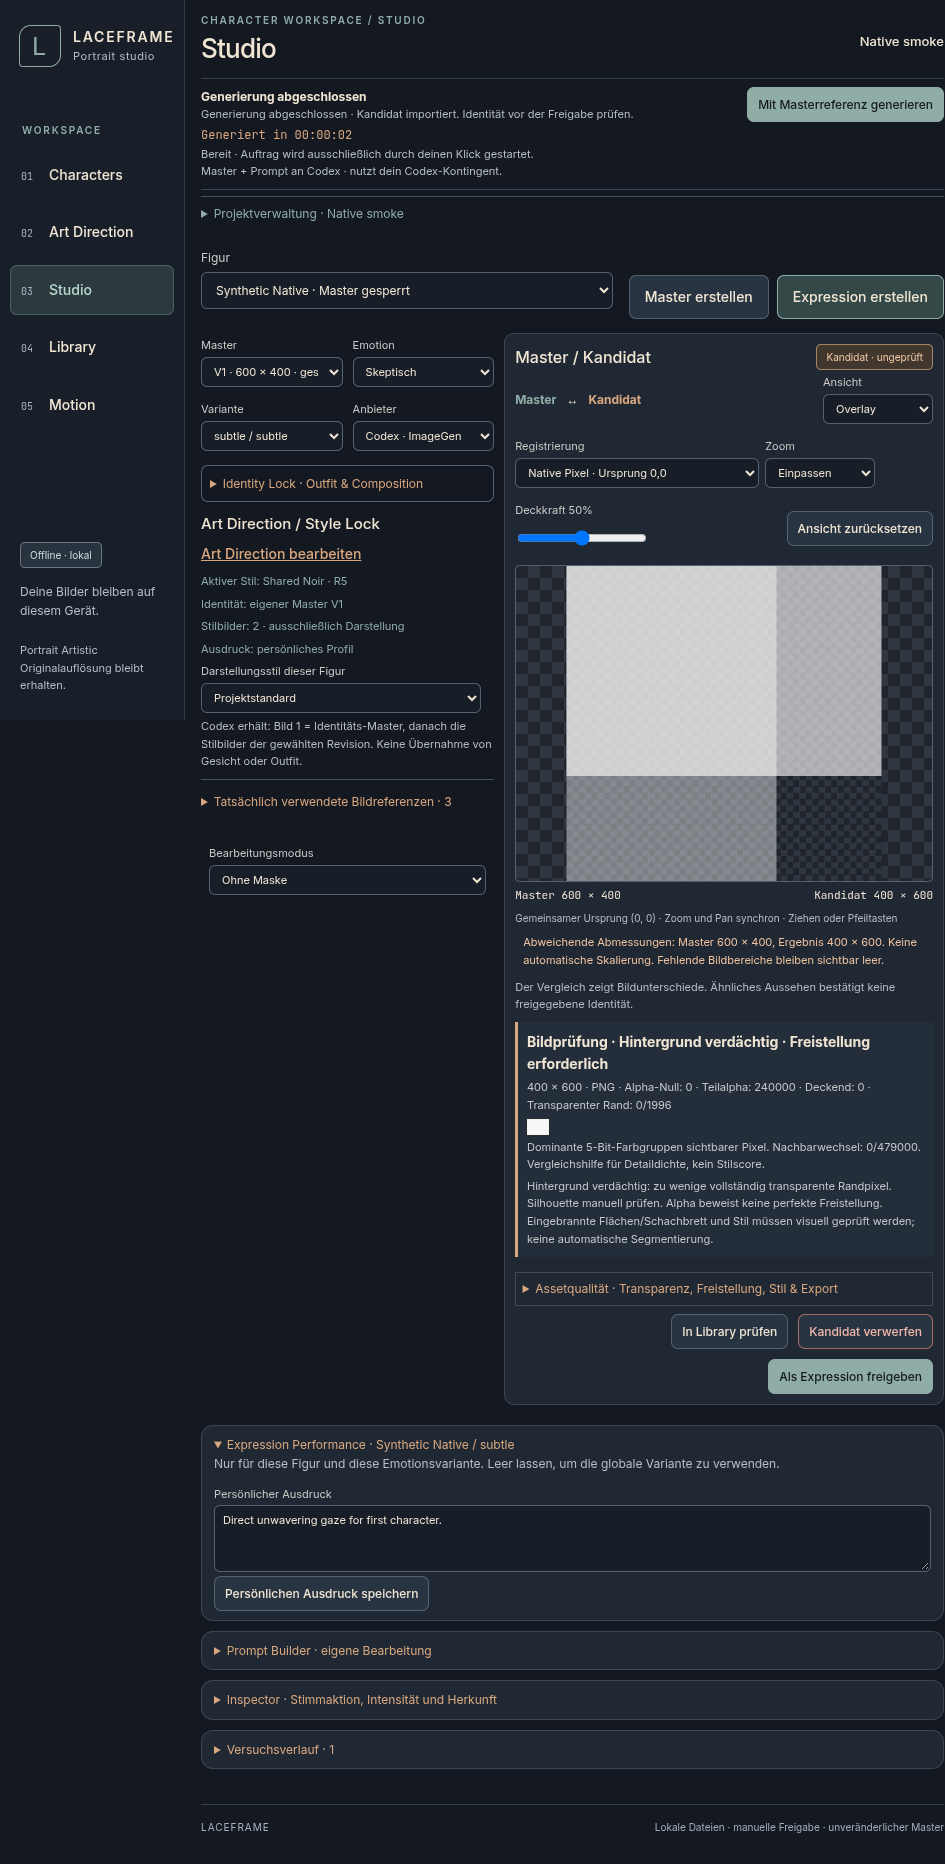 L
LACEFRAME
Portrait studio
WORKSPACE
01 Characters
02 Art Direction
03 Studio
04 Library
05 Motion
Offline · lokal
Deine Bilder bleiben auf
diesem Gerät.
Portrait Artistic
Originalauflösung bleibt
erhalten.
CHARACTER WORKSPACE / STUDIO
Studio
Native smoke
Generierung abgeschlossen
Generierung abgeschlossen · Kandidat importiert. Identität vor der Freigabe prüfen.
Generiert in 00:00:02
Bereit · Auftrag wird ausschließlich durch deinen Klick gestartet.
Master + Prompt an Codex · nutzt dein Codex-Kontingent.
Mit Masterreferenz generieren
Projektverwaltung · Native smoke
Figur
Synthetic Native · Master gesperrt
Master erstellen
Expression erstellen
Master
Emotion
V1 · 600 × 400 · ges
Skeptisch
Variante
Anbieter
subtle / subtle
Codex · ImageGen
Identity Lock · Outfit & Composition
Art Direction / Style Lock
Art Direction bearbeiten
Aktiver Stil: Shared Noir · R5
Identität: eigener Master V1
Stilbilder: 2 · ausschließlich Darstellung
Ausdruck: persönliches Profil
Darstellungsstil dieser Figur
Projektstandard
Codex erhält: Bild 1 = Identitäts-Master, danach die
Stilbilder der gewählten Revision. Keine Übernahme von
Gesicht oder Outfit.
Tatsächlich verwendete Bildreferenzen · 3
Bearbeitungsmodus
Ohne Maske
Master / Kandidat
Kandidat · ungeprüft
Master ↔ Kandidat
Ansicht
Overlay
Registrierung
Zoom
Native Pixel · Ursprung 0,0
Einpassen
Deckkraft 50%
Ansicht zurücksetzen
Master 600 × 400
Kandidat 400 × 600
Gemeinsamer Ursprung (0, 0) · Zoom und Pan synchron · Ziehen oder Pfeiltasten
Abweichende Abmessungen: Master 600 × 400, Ergebnis 400 × 600. Keine
automatische Skalierung. Fehlende Bildbereiche bleiben sichtbar leer.
Der Vergleich zeigt Bildunterschiede. Ähnliches Aussehen bestätigt keine
freigegebene Identität.
Bildprüfung · Hintergrund verdächtig · Freistellung
erforderlich
400 × 600 · PNG · Alpha-Null: 0 · Teilalpha: 240000 · Deckend: 0 ·
Transparenter Rand: 0/1996
Dominante 5-Bit-Farbgruppen sichtbarer Pixel. Nachbarwechsel: 0/479000.
Vergleichshilfe für Detaildichte, kein Stilscore.
Hintergrund verdächtig: zu wenige vollständig transparente Randpixel.
Silhouette manuell prüfen. Alpha beweist keine perfekte Freistellung.
Eingebrannte Flächen/Schachbrett und Stil müssen visuell geprüft werden;
keine automatische Segmentierung.
Assetqualität · Transparenz, Freistellung, Stil & Export
In Library prüfen
Kandidat verwerfen
Als Expression freigeben
Expression Performance · Synthetic Native / subtle
Nur für diese Figur und diese Emotionsvariante. Leer lassen, um die globale Variante zu verwenden.
Persönlicher Ausdruck
Direct unwavering gaze for first character.
Persönlichen Ausdruck speichern
Prompt Builder · eigene Bearbeitung
Inspector · Stimmaktion, Intensität und Herkunft
Versuchsverlauf · 1
LACEFRAME
Lokale Dateien · manuelle Freigabe · unveränderlicher Master